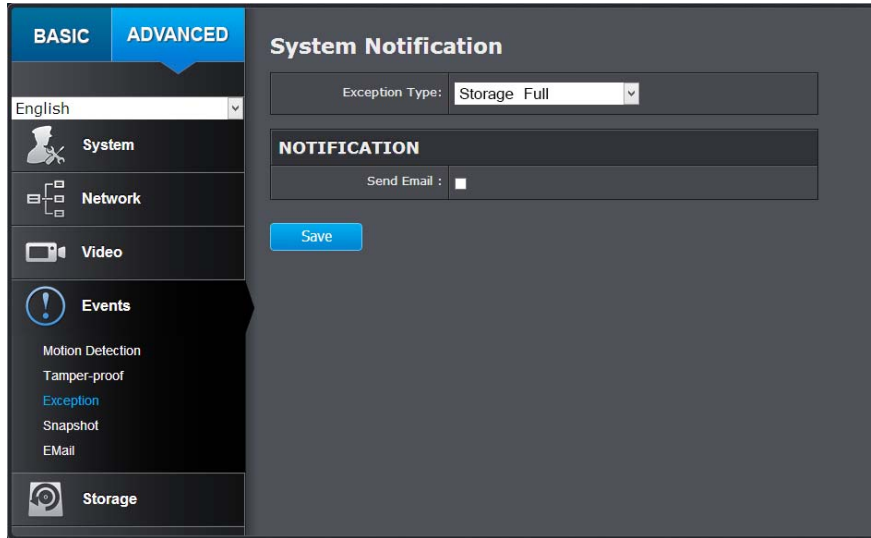 BASIC ADVANCED
English
System
Network
Video
Events
Motion Detection
Tamper-proof
Exception
Snapshot
EMail
Storage
System Notification
Exception Type: Storage Full
NOTIFICATION
Send Email :
Save